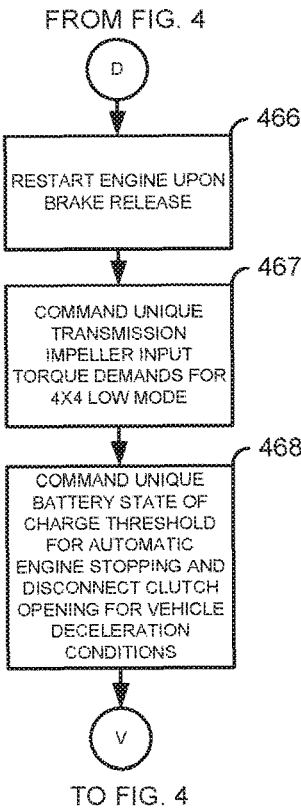 FROM FIG. 4
D
466
RESTART ENGINE UPON
BRAKE RELEASE
467
COMMAND UNIQUE
TRANSMISSION
IMPELLER INPUT
TORQUE DEMANDS FOR
4X4 LOW MODE
468
COMMAND UNIQUE
BATTERY STATE OF
CHARGE THRESHOLD
FOR AUTOMATIC
ENGINE STOPPING AND
DISCONNECT CLUTCH
OPENING FOR VEHICLE
DECELERATION
CONDITIONS
V
TO FIG. 4